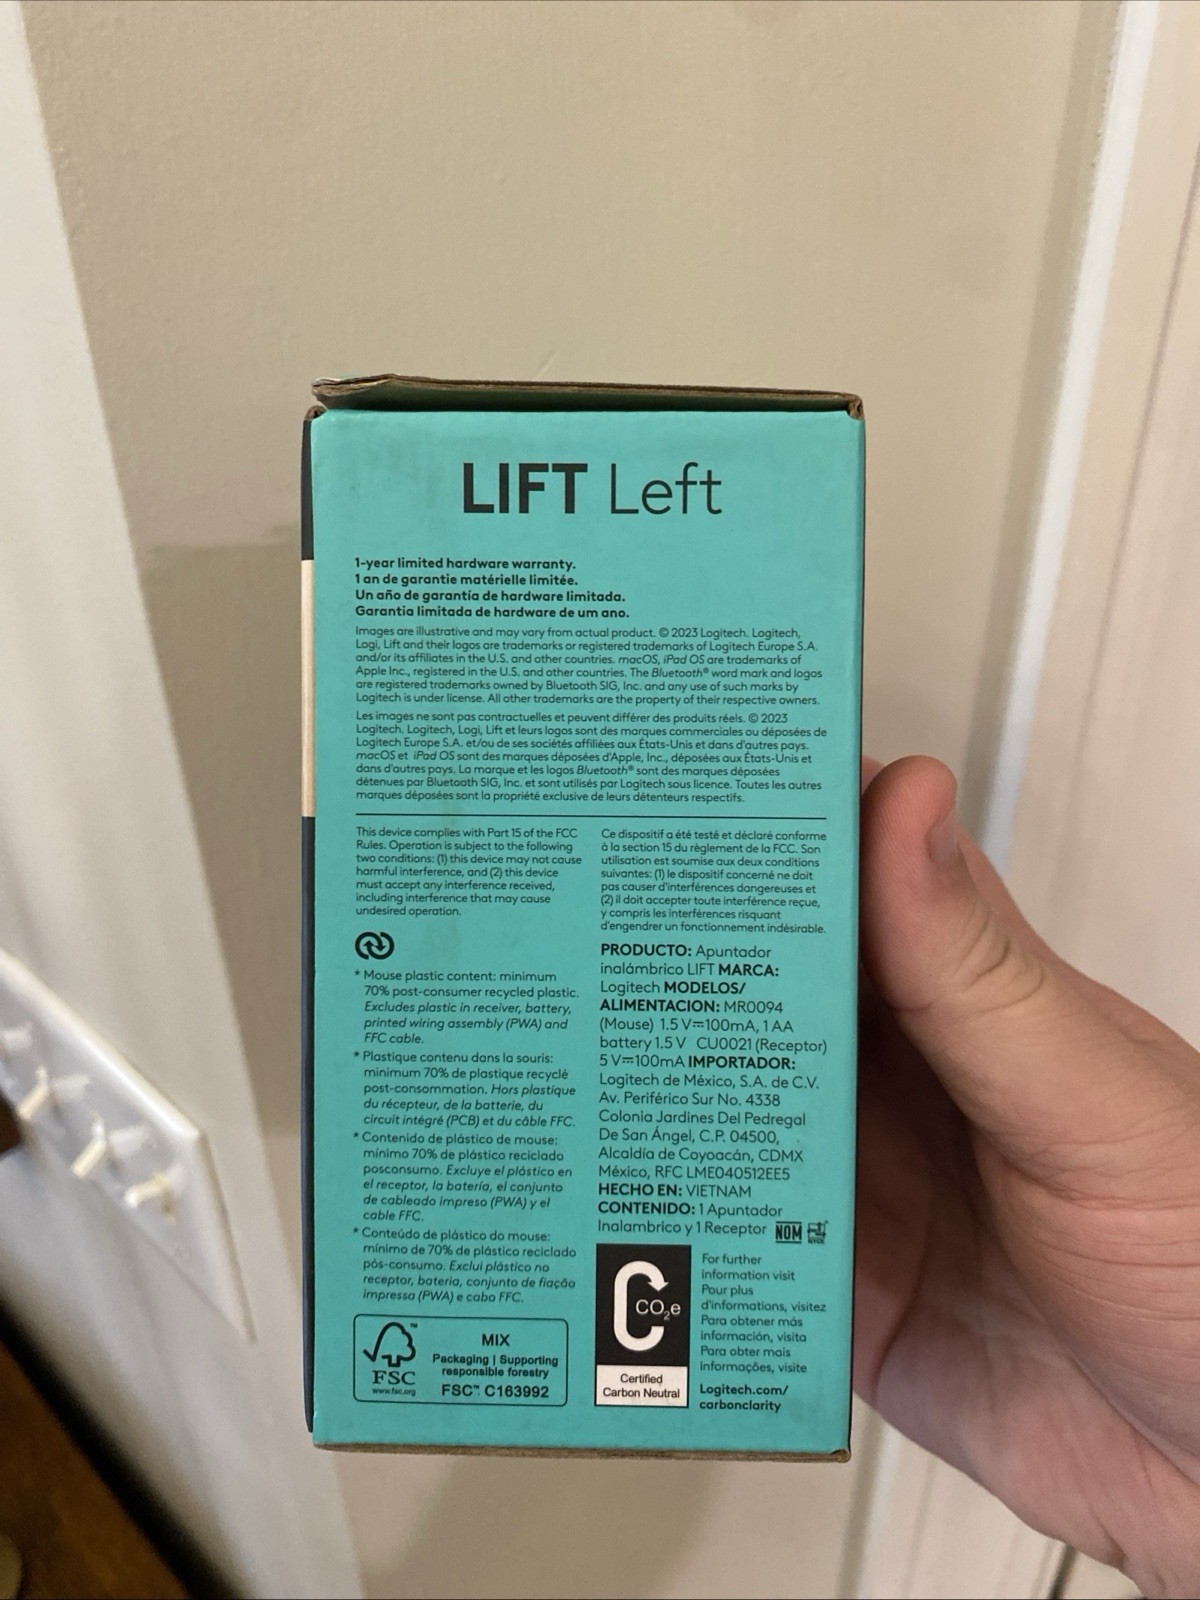 LIFT Left
1-year limited hardware warranty.
1 an de garantie matérielle limitée.
Un año de garantía de hardware limitada.
Garantia limitada de hardware de um ano.
Images are illustrative and may vary from actual product. © 2023 Logitech. Logitech,
Logi, Lift and their logos are trademarks or registered trademarks of Logitech Europe S.A.
and/or its affiliates in the U.S. and other countries. macOS, iPad OS are trademarks of
Apple Inc., registered in the U.S. and other countries. The Bluetooth® word mark and logos
are registered trademarks owned by Bluetooth SIG, Inc. and any use of such marks by
Logitech is under license. All other trademarks are the property of their respective owners.
Les images ne sont pas contractuelles et peuvent différer des produits réels. © 2023
Logitech. Logitech, Logi, Lift et leurs logos sont des marques commerciales ou déposées de
Logitech Europe S.A. et/ou de ses sociétés affiliées aux États-Unis et dans d'autres pays.
macOS et iPad OS sont des marques déposées d'Apple, Inc., déposées aux États-Unis et
dans d'autres pays. La marque et les logos Bluetooth® sont des marques déposées
détenues par Bluetooth SIG, Inc. et sont utilisés par Logitech sous licence. Toutes les autres
marques déposées sont la propriété exclusive de leurs détenteurs respectifs.
This device complies with Part 15 of the FCC
Rules. Operation is subject to the following
two conditions: (1) this device may not cause
harmful interference, and (2) this device
must accept any interference received,
including interference that may cause
undesired operation.
* Mouse plastic content: minimum
70% post-consumer recycled plastic.
Excludes plastic in receiver, battery,
printed wiring assembly (PWA) and
FFC cable.
* Plastique contenu dans la souris:
minimum 70% de plastique recyclé
post-consommation. Hors plastique
du récepteur, de la batterie, du
circuit intégré (PCB) et du câble FFC.
* Contenido de plástico de mouse:
mínimo 70% de plástico reciclado
posconsumo. Excluye el plástico en
el receptor, la batería, el conjunto
de cableado impreso (PWA) y el
cable FFC.
* Conteúdo de plástico do mouse:
mínimo de 70% de plástico reciclado
pós-consumo. Exclui plástico no
receptor, bateria, conjunto de fiação
impressa (PWA) e cabo FFC.
FSC™
www.fsc.org
MIX
Packaging | Supporting
responsible forestry
FSC™ C163992
Ce dispositif a été testé et déclaré conforme
à la section 15 du règlement de la FCC. Son
utilisation est soumise aux deux conditions
suivantes: (1) le dispositif concerné ne doit
pas causer d'interférences dangereuses et
(2) il doit accepter toute interférence reçue,
y compris les interférences risquant
d'engendrer un fonctionnement indésirable.
PRODUCTO: Apuntador
inalámbrico LIFT MARCA:
Logitech MODELOS/
ALIMENTACION: MR0094
(Mouse) 1.5 V⎓100mA, 1 AA
battery 1.5 V CU0021 (Receptor)
5 V⎓100mA IMPORTADOR:
Logitech de México, S.A. de C.V.
Av. Periférico Sur No. 4338
Colonia Jardines Del Pedregal
De San Ángel, C.P. 04500,
Alcaldía de Coyoacán, CDMX
México, RFC LME040512EE5
HECHO EN: VIETNAM
CONTENIDO: 1 Apuntador
Inalambrico y 1 Receptor NOM NYCE
CO₂e
Certified
Carbon Neutral
For further
information visit
Pour plus
d'informations, visitez
Para obtener más
información, visita
Para obter mais
informações, visite
Logitech.com/
carbonclarity